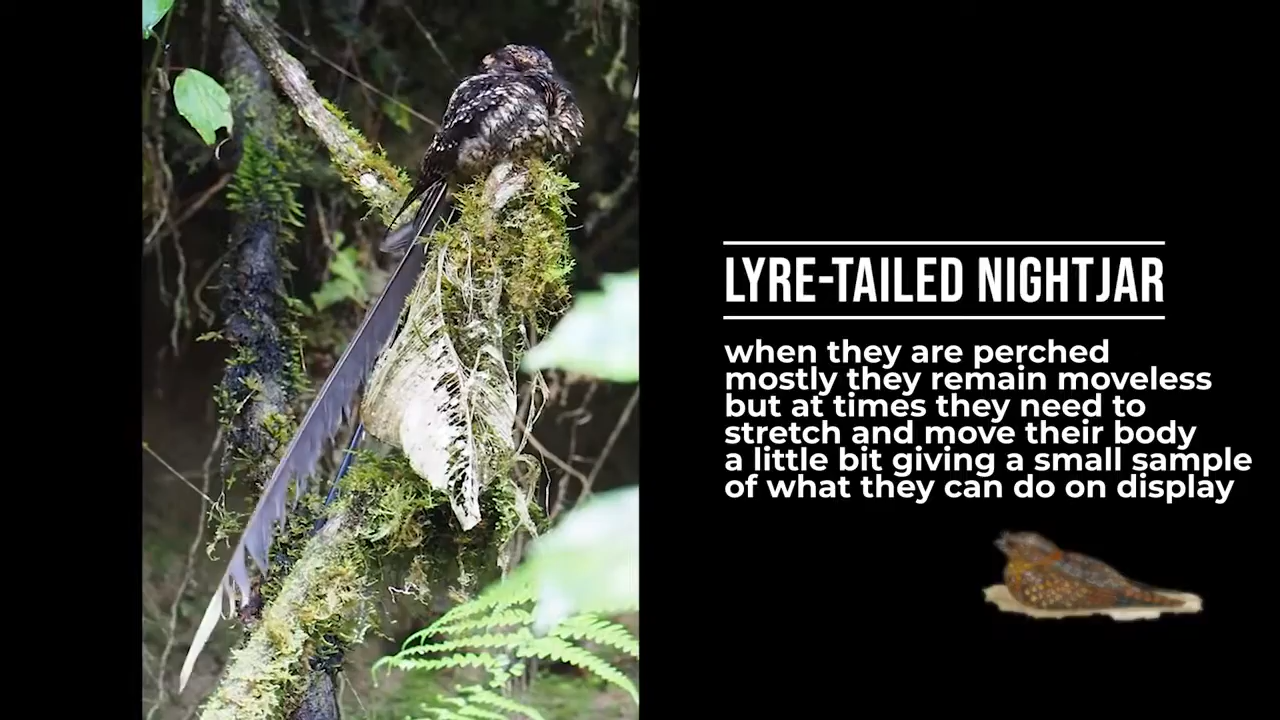 LYRE-TAILED NIGHTJAR
when they are perched
mostly they remain moveless
but at times they need to
stretch and move their body
a little bit giving a small sample
of what they can do on display